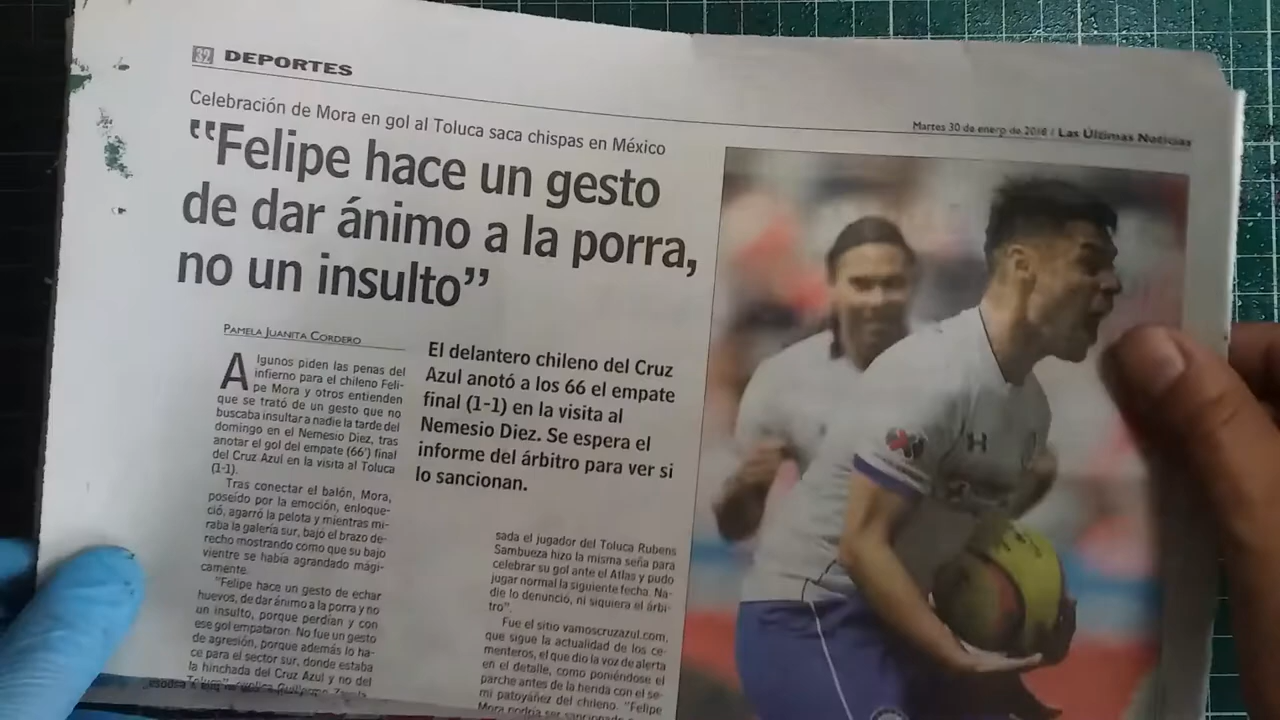 32 DEPORTES
Martes 30 de enero de 2018 / Las Últimas Noticias
Celebración de Mora en gol al Toluca saca chispas en México
“Felipe hace un gesto
de dar ánimo a la porra,
no un insulto”
PAMELA JUANITA CORDERO
Algunos piden las penas del
infierno para el chileno Feli-
pe Mora y otros entienden
que se trató de un gesto que no
buscaba insultar a nadie la tarde del
domingo en el Nemesio Diez, tras
anotar el gol del empate (66’) final
del Cruz Azul en la visita al Toluca
(1-1).
Tras conectar el balón, Mora,
poseído por la emoción, enloque-
ció, agarró la pelota y mientras mi-
raba la galería sur, bajó el brazo de-
recho mostrando como que su bajo
vientre se había agrandado mági-
camente.
“Felipe hace un gesto de echar
huevos, de dar ánimo a la porra y no
un insulto, porque perdían y con
ese gol empataron. No fue un gesto
de agresión, porque además lo ha-
ce para el sector sur, donde estaba
la hinchada del Cruz Azul y no del
El delantero chileno del Cruz
Azul anotó a los 66 el empate
final (1-1) en la visita al
Nemesio Diez. Se espera el
informe del árbitro para ver si
lo sancionan.
sada el jugador del Toluca Rubens
Sambueza hizo la misma seña para
celebrar su gol ante el Atlas y pudo
jugar normal la siguiente fecha. Na-
die lo denunció, ni siquiera el árbi-
tro”.
Fue el sitio vamoscruzazul.com,
que sigue la actualidad de los ce-
menteros, el que dio la voz de alerta
en el detalle, como poniéndose el
parche antes de la herida con el se-
mi patoyáñez del chileno. “Felipe
Mora podría ser sancionado